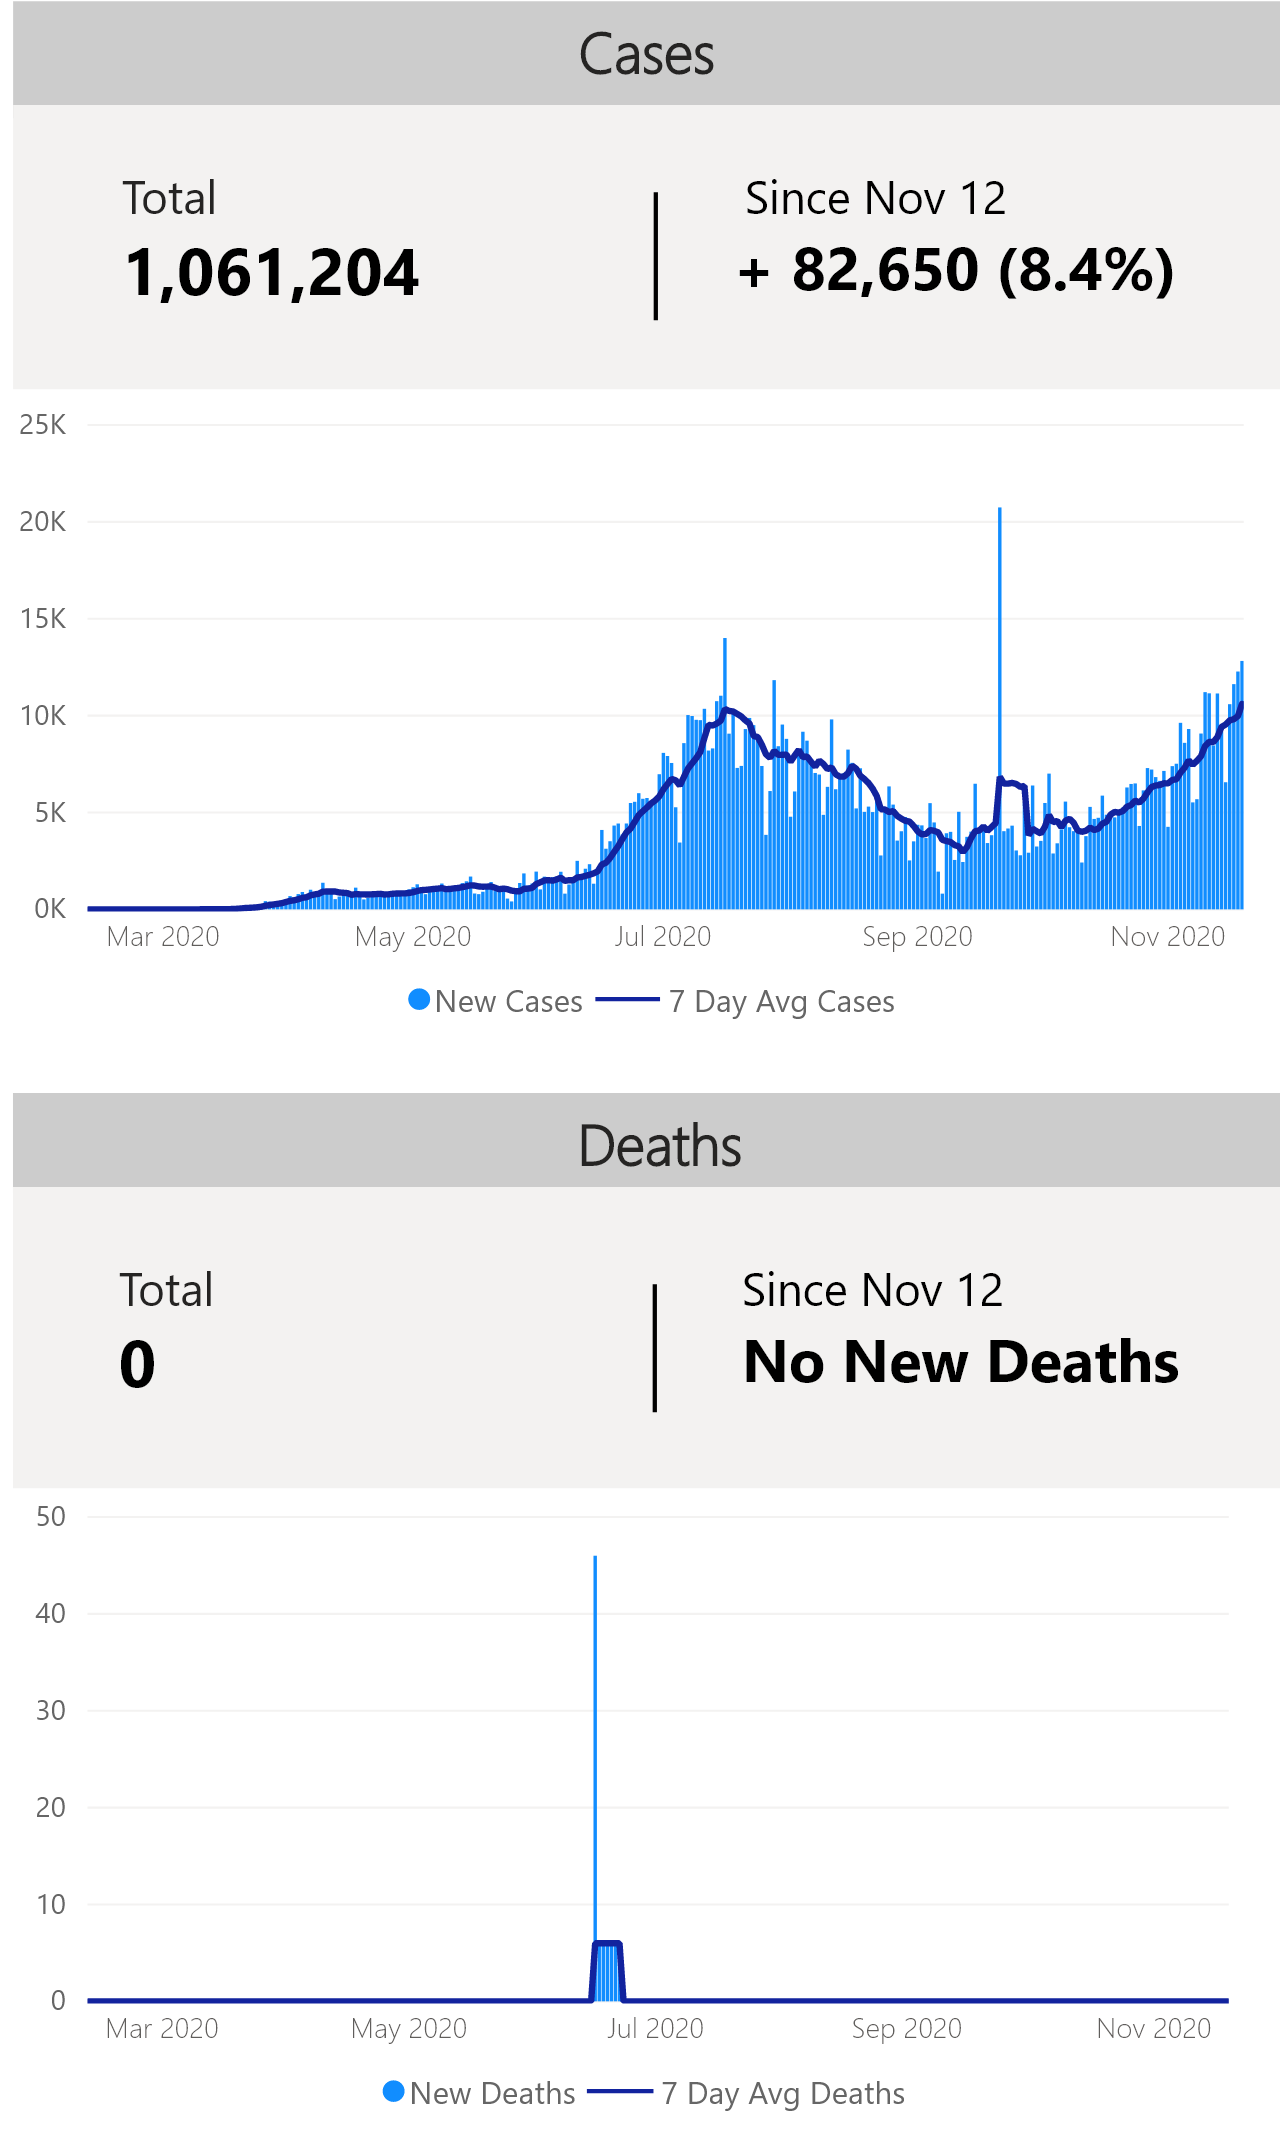 Cases
Total
Since Nov 12
1,061,204
+ 82,650 (8.4%)
25K
20K
15K
10K
5K
0K
Mar 2020 May 2020 Jul 2020 Sep 2020 Nov 2020
New Cases 7 Day Avg Cases
Deaths
Total
Since Nov 12
0
No New Deaths
50
40
30
20
10
0
Mar 2020 May 2020 Jul 2020 Sep 2020 Nov 2020
New Deaths 7 Day Avg Deaths